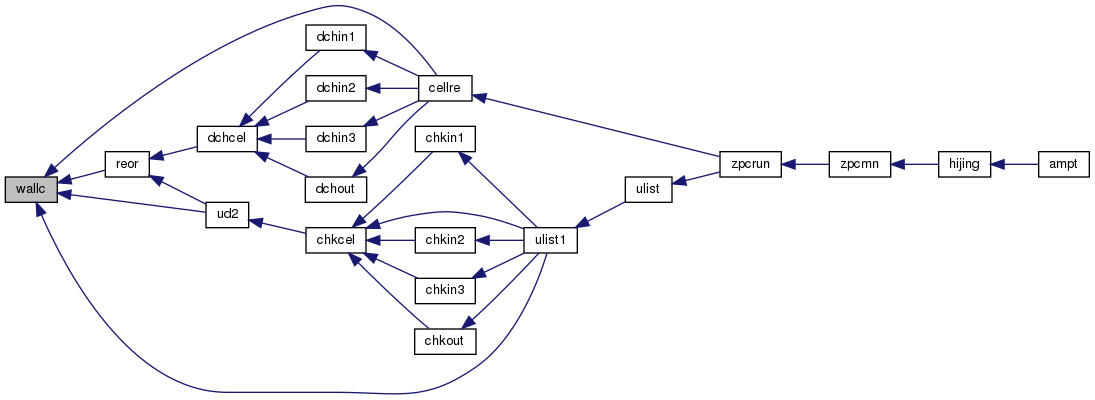 dchin1
dchin2
cellre
dchcel
dchin3
chkin1
reor
zpcrun
zpcmn
hijing
ampt
wallc
dchout
ulist
ud2
chkcel
chkin2
ulist1
chkin3
chkout